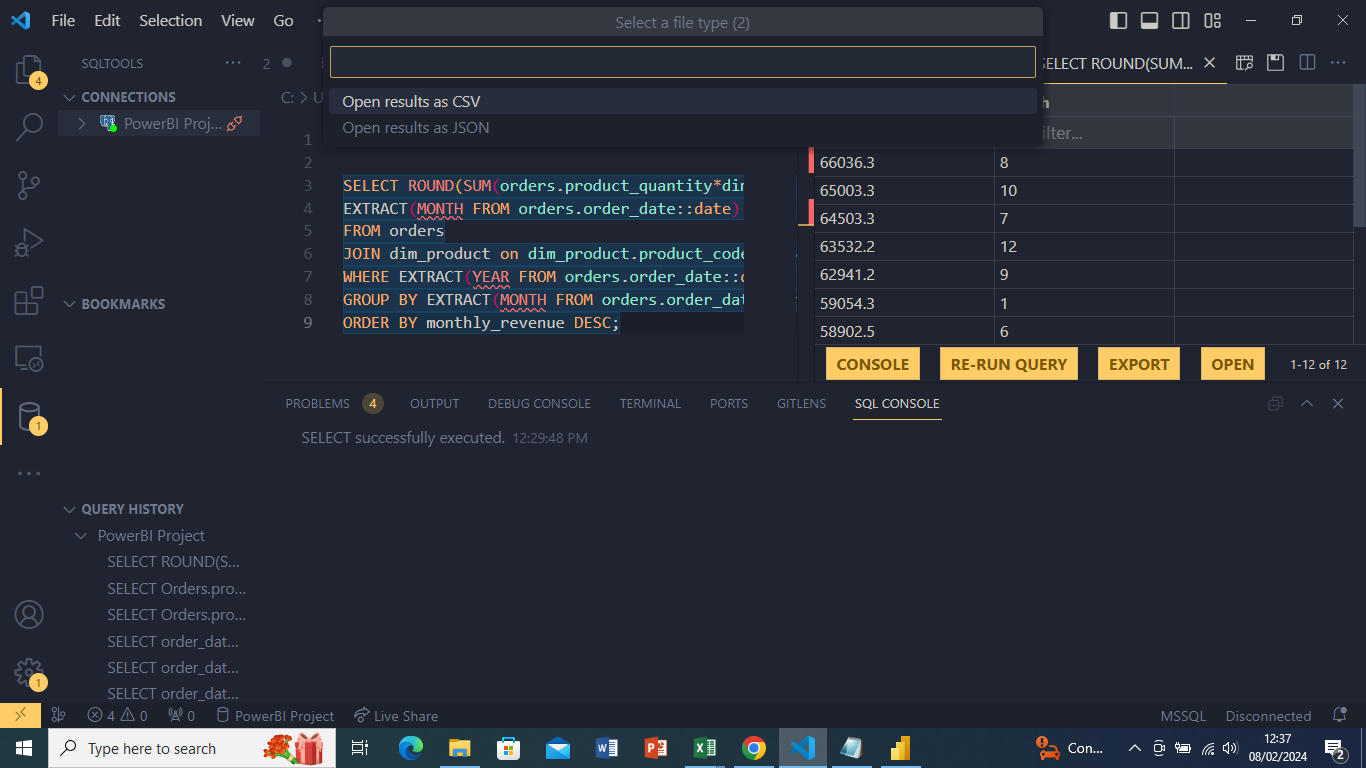 File Edit Selection View Go
Select a file type (2)
Open results as CSV
Open results as JSON
SQLTOOLS
2
ELECT ROUND(SUM...
CONNECTIONS
PowerBI Proj...
C:
BOOKMARKS
QUERY HISTORY
PowerBI Project
SELECT ROUND(S...
SELECT Orders.pro...
SELECT Orders.pro...
SELECT order_dat...
SELECT order_dat...
SELECT order_dat...
4
1
1
1
2
3 SELECT ROUND(SUM(orders.product_quantity*di
4 EXTRACT(MONTH FROM orders.order_date::date)
5 FROM orders
6 JOIN dim_product on dim_product.product_code
7 WHERE EXTRACT(YEAR FROM orders.order_date::
8 GROUP BY EXTRACT(MONTH FROM orders.order_dat
9 ORDER BY monthly_revenue DESC;
h
ilter...
66036.3 8
65003.3 10
64503.3 7
63532.2 12
62941.2 9
59054.3 1
58902.5 6
CONSOLE RE-RUN QUERY EXPORT OPEN 1-12 of 12
PROBLEMS 4 OUTPUT DEBUG CONSOLE TERMINAL PORTS GITLENS SQL CONSOLE
SELECT successfully executed. 12:29:48 PM
4 0 0 PowerBI Project Live Share MSSQL Disconnected
Type here to search
Con...
12:37
08/02/2024
2